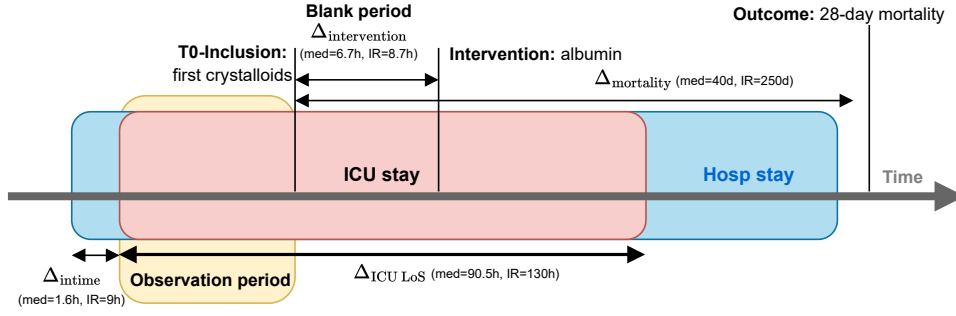 Blank period
Δintervention
(med=6.7h, IR=8.7h)
Outcome: 28-day mortality
T0-Inclusion:
first crystalloids
Intervention: albumin
Δmortality (med=40d, IR=250d)
ICU stay
Hosp stay
Time
Δintime
(med=1.6h, IR=9h)
Observation period
ΔICU LoS (med=90.5h, IR=130h)